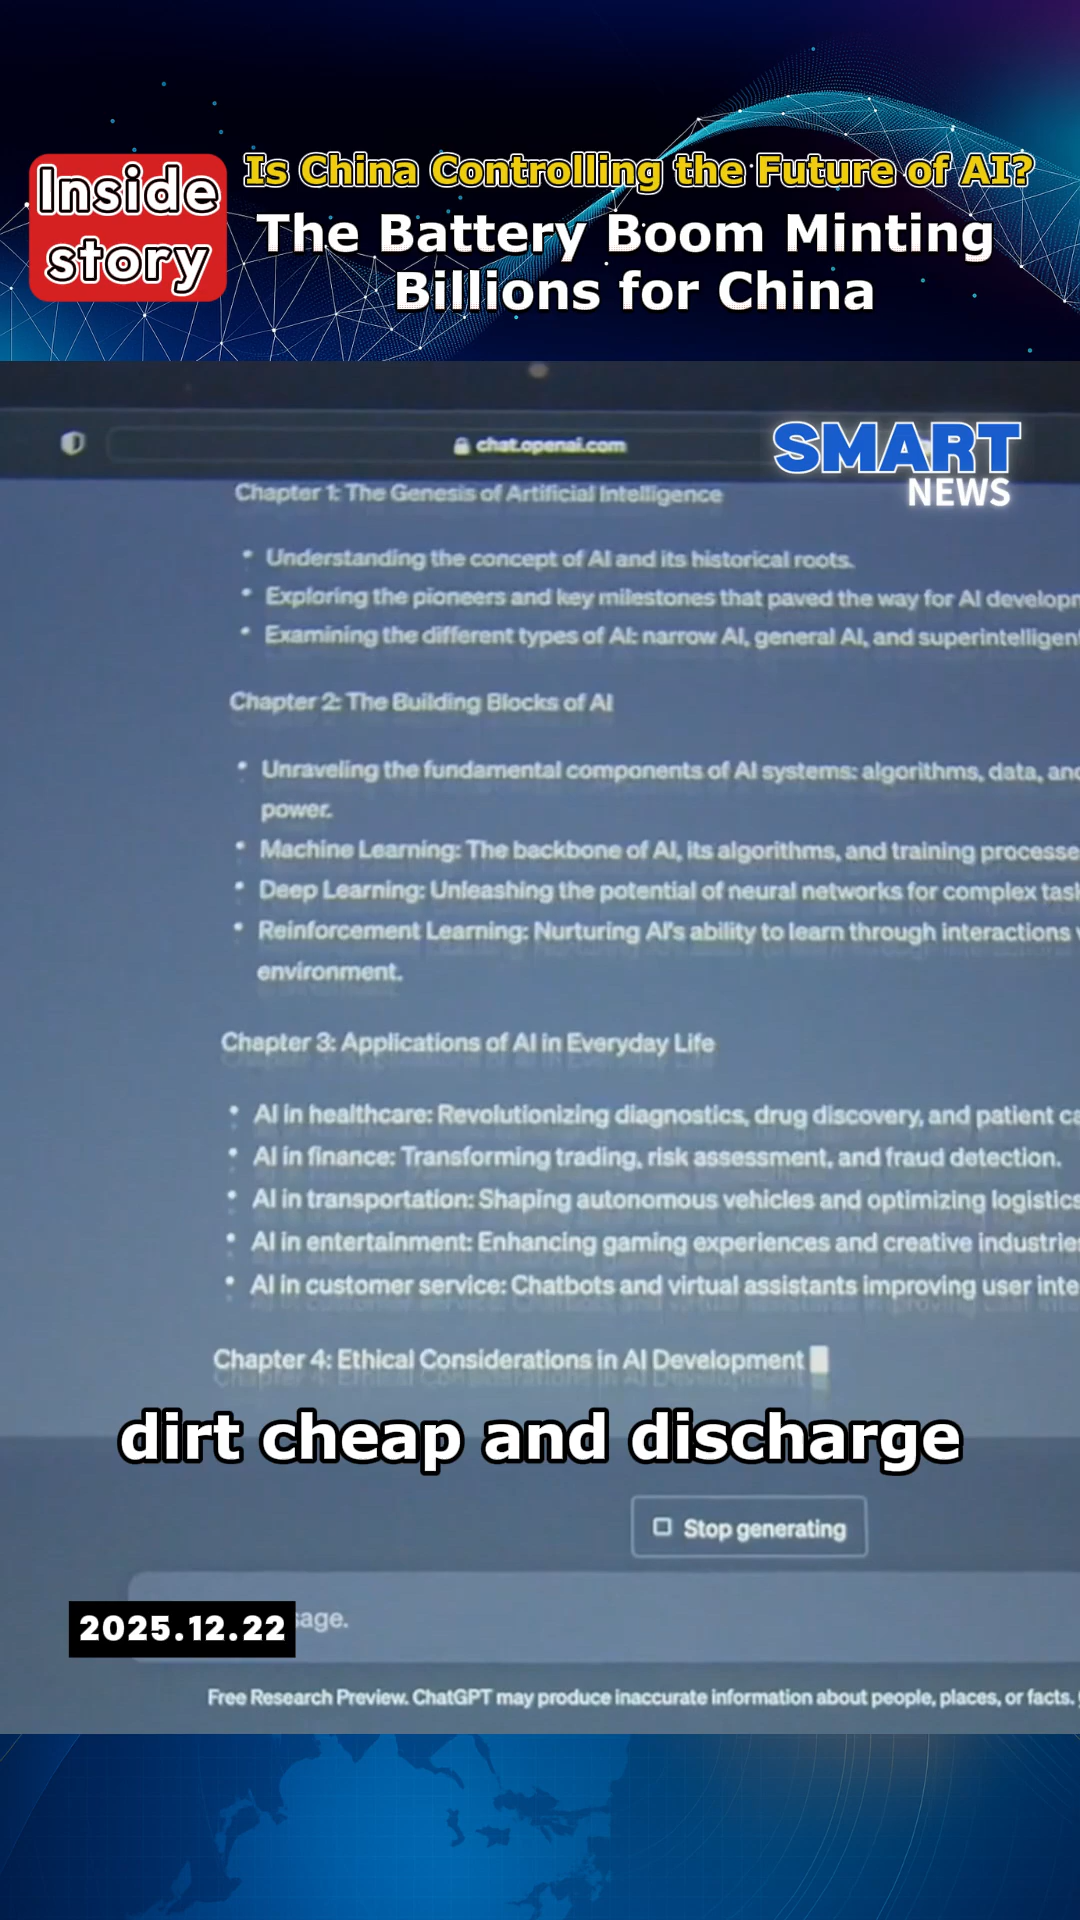 Inside
story
Is China Controlling the Future of AI?
The Battery Boom Minting
Billions for China
chat.openai.com
SMART
NEWS
Chapter 1: The Genesis of Artificial Intelligence
• Understanding the concept of AI and its historical roots.
• Exploring the pioneers and key milestones that paved the way for AI
• Examining the different types of AI: narrow AI, general AI, and
Chapter 2: The Building Blocks of AI
• Unraveling the fundamental components of AI systems: algorithms, data,
power.
• Machine Learning: The backbone of AI, its algorithms, and training
• Deep Learning: Unleashing the potential of neural networks for complex
• Reinforcement Learning: Nurturing AI's ability to learn through interactions
environment.
Chapter 3: Applications of AI in Everyday Life
• AI in healthcare: Revolutionizing diagnostics, drug discovery, and patient
• AI in finance: Transforming trading, risk assessment, and fraud detection.
• AI in transportation: Shaping autonomous vehicles and optimizing logistics
• AI in entertainment: Enhancing gaming experiences and creative
• AI in customer service: Chatbots and virtual assistants improving user
Chapter 4: Ethical Considerations in AI Development
dirt cheap and discharge
Stop generating
2025.12.22
Free Research Preview. ChatGPT may produce inaccurate information about people, places, or facts.